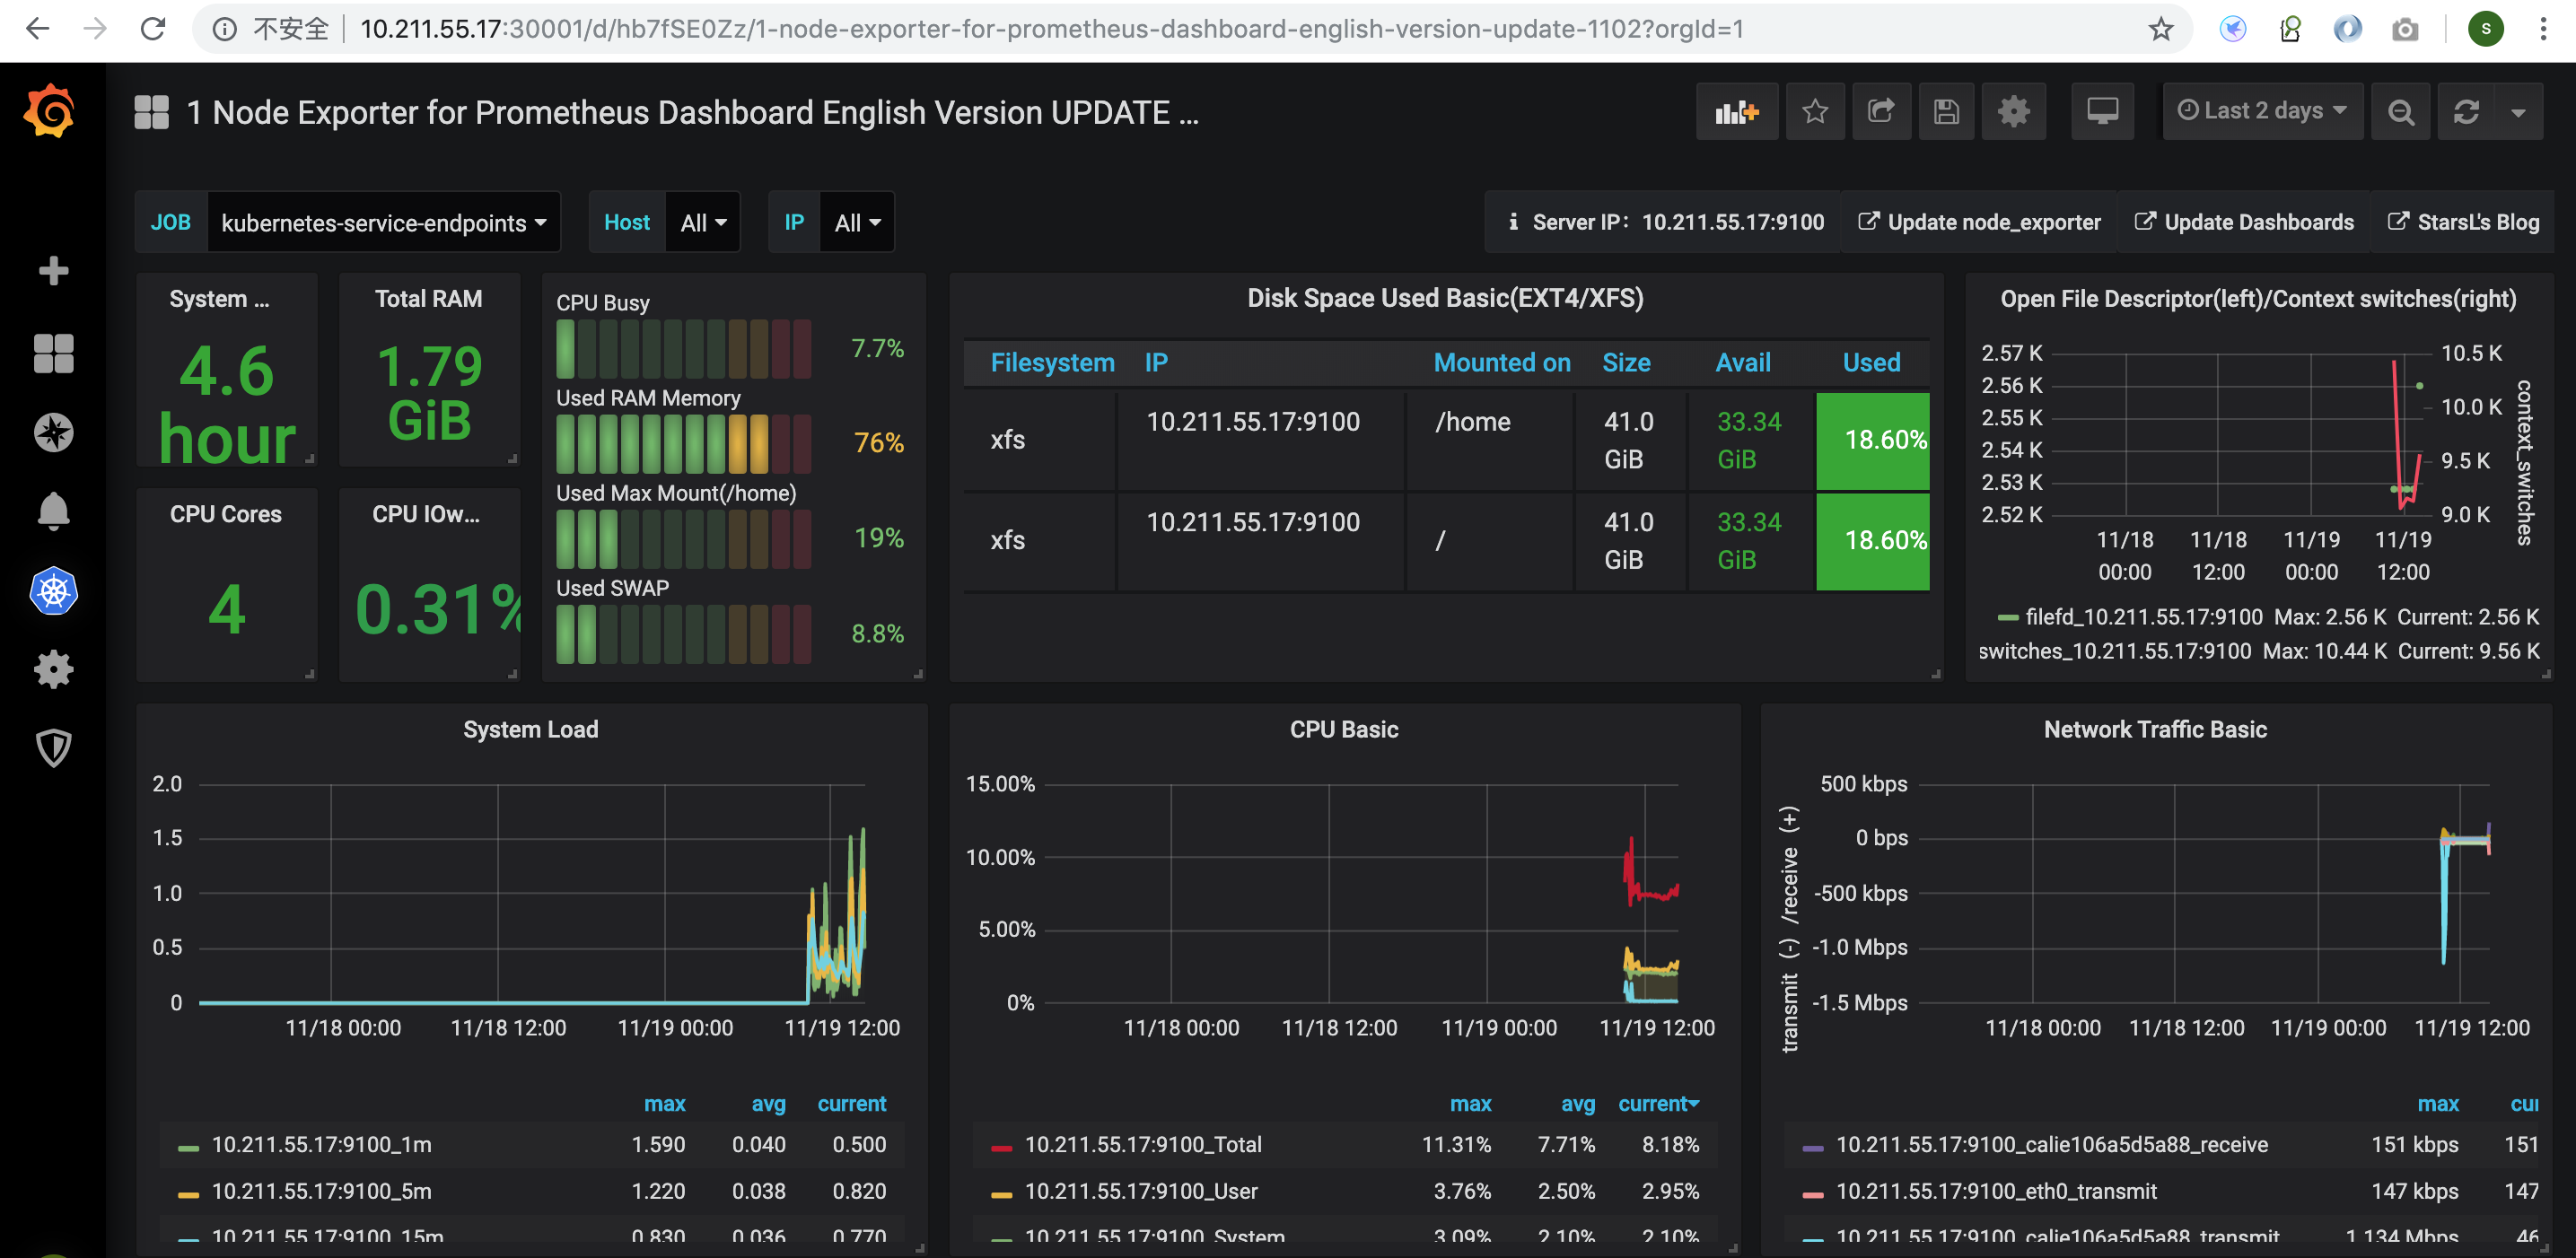 不安全 | 10.211.55.17:30001/d/hb7fSE0Zz/1-node-exporter-for-prometheus-dashboard-english-version-update-1102?orgId=1
S
1 Node Exporter for Prometheus Dashboard English Version UPDATE ...
Last 2 days
JOB kubernetes-service-endpoints
Host All
IP All
Server IP: 10.211.55.17:9100
Update node_exporter
Update Dashboards
StarsL's Blog
System ...
4.6
hour
Total RAM
1.79
GiB
CPU Cores
4
CPU IOw...
0.31%
CPU Busy
7.7%
Used RAM Memory
76%
Used Max Mount(/home)
19%
Used SWAP
8.8%
Disk Space Used Basic(EXT4/XFS)
Filesystem IP Mounted on Size Avail Used
xfs 10.211.55.17:9100 /home 41.0 GiB 33.34 GiB 18.60%
xfs 10.211.55.17:9100 / 41.0 GiB 33.34 GiB 18.60%
Open File Descriptor(left)/Context switches(right)
2.57 K
2.56 K
2.55 K
2.54 K
2.53 K
2.52 K
10.5 K
10.0 K
9.5 K
9.0 K
context_switches
11/18 00:00
11/18 12:00
11/19 00:00
11/19 12:00
filefd_10.211.55.17:9100 Max: 2.56 K Current: 2.56 K
switches_10.211.55.17:9100 Max: 10.44 K Current: 9.56 K
System Load
2.0
1.5
1.0
0.5
0
11/18 00:00 11/18 12:00 11/19 00:00 11/19 12:00
max avg current
10.211.55.17:9100_1m 1.590 0.040 0.500
10.211.55.17:9100_5m 1.220 0.038 0.820
10.211.55.17:9100_15m 0.830 0.036 0.770
CPU Basic
15.00%
10.00%
5.00%
0%
11/18 00:00 11/18 12:00 11/19 00:00 11/19 12:00
max avg current
10.211.55.17:9100_Total 11.31% 7.71% 8.18%
10.211.55.17:9100_User 3.76% 2.50% 2.95%
10.211.55.17:9100_System 3.09% 2.10% 2.10%
Network Traffic Basic
transmit (-) /receive (+)
500 kbps
0 bps
-500 kbps
-1.0 Mbps
-1.5 Mbps
11/18 00:00 11/18 12:00 11/19 00:00 11/19 12:00
max cur
10.211.55.17:9100_calie106a5d5a88_receive 151 kbps 151
10.211.55.17:9100_eth0_transmit 147 kbps 147
10.211.55.17:9100_calie106a5d5a88_transmit 1.134 Mbps 46